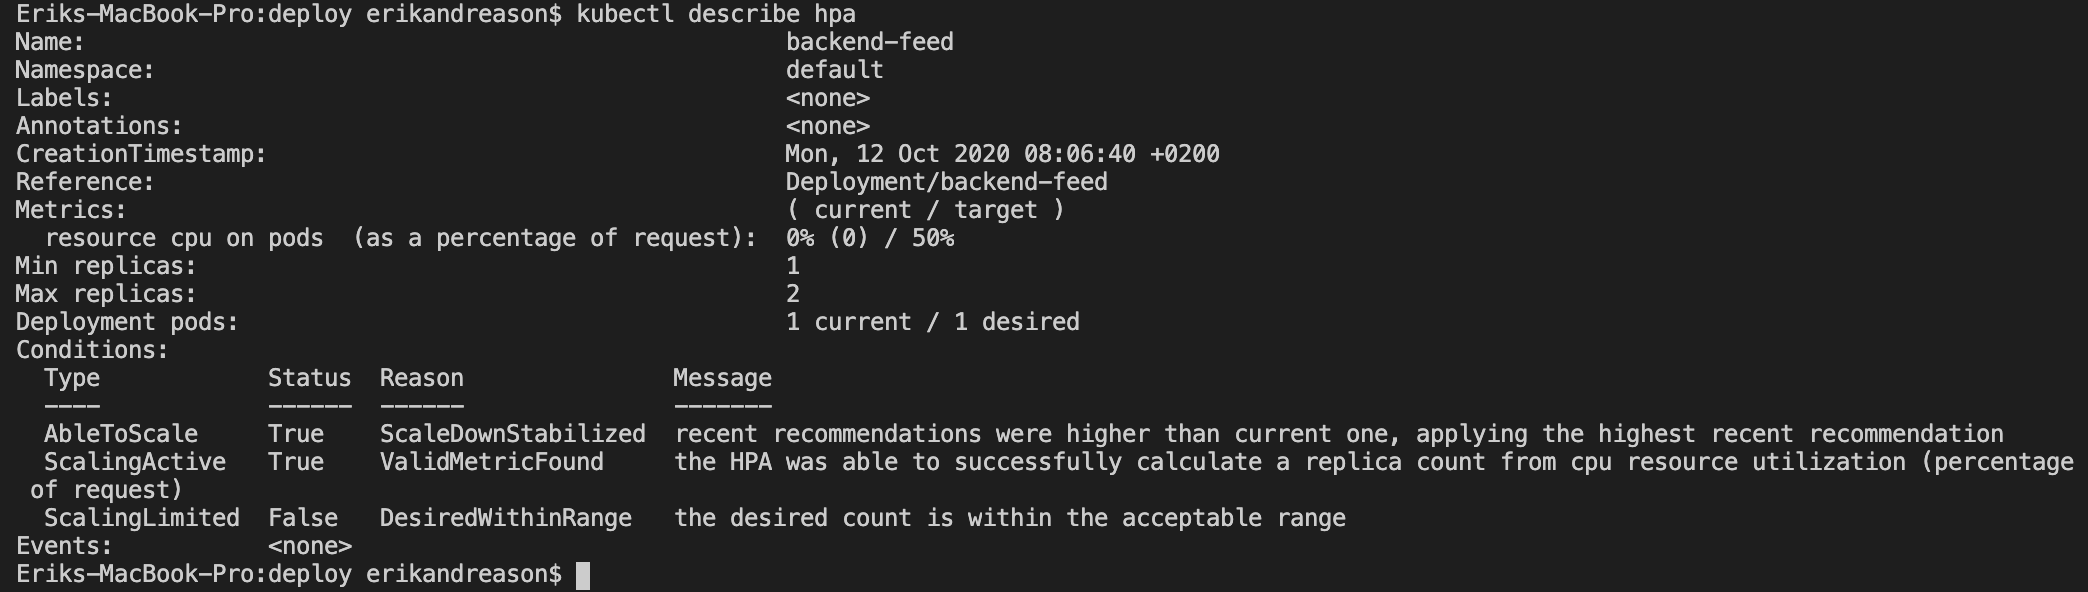 Eriks-MacBook-Pro:deploy erikandreason$ kubectl describe hpa
Name:                                                  backend-feed
Namespace:                                             default
Labels:                                                <none>
Annotations:                                           <none>
CreationTimestamp:                                     Mon, 12 Oct 2020 08:06:40 +0200
Reference:                                             Deployment/backend-feed
Metrics:                                               ( current / target )
  resource cpu on pods  (as a percentage of request):  0% (0) / 50%
Min replicas:                                          1
Max replicas:                                          2
Deployment pods:                                       1 current / 1 desired
Conditions:
  Type            Status  Reason               Message
  ----            ------  ------               -------
  AbleToScale     True    ScaleDownStabilized  recent recommendations were higher than current one, applying the highest recent recommendation
  ScalingActive   True    ValidMetricFound     the HPA was able to successfully calculate a replica count from cpu resource utilization (percentage
 of request)
  ScalingLimited  False   DesiredWithinRange   the desired count is within the acceptable range
Events:           <none>
Eriks-MacBook-Pro:deploy erikandreason$